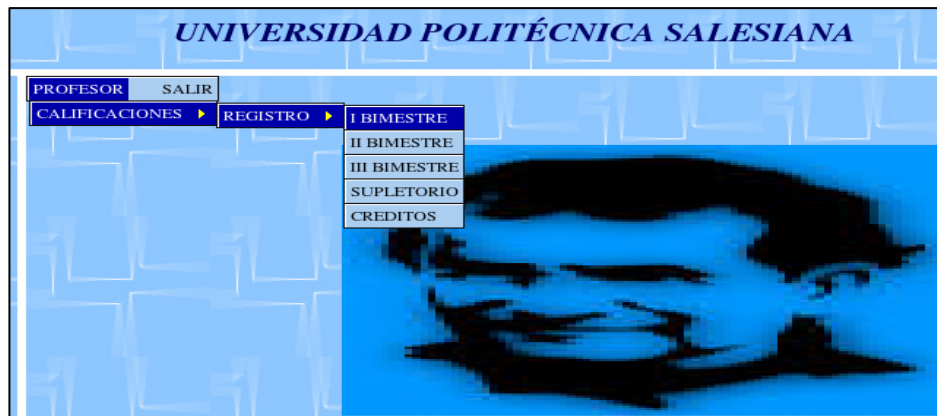 UNIVERSIDAD POLITÉCNICA SALESIANA
PROFESOR SALIR
CALIFICACIONES REGISTRO I BIMESTRE
II BIMESTRE
III BIMESTRE
SUPLETORIO
CREDITOS